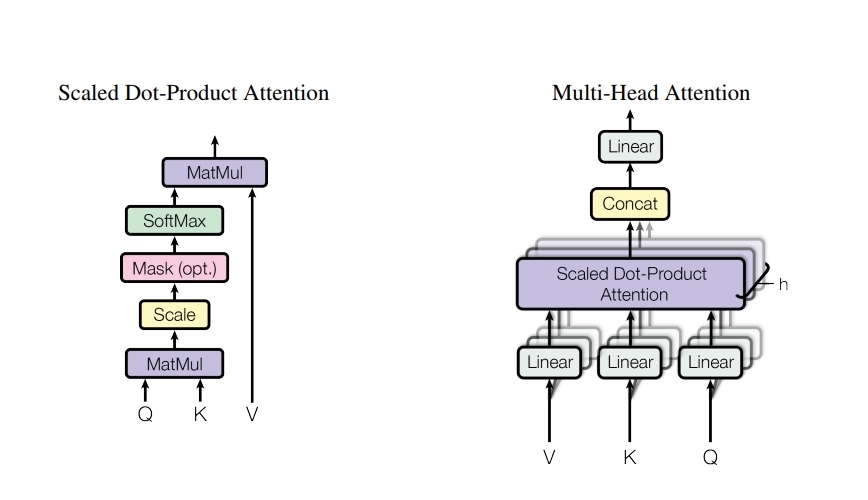 Scaled Dot-Product Attention
MatMul
SoftMax
Mask (opt.)
Scale
MatMul
Q K V
Multi-Head Attention
Linear
Concat
Scaled Dot-Product
Attention
h
Linear Linear Linear
V K Q